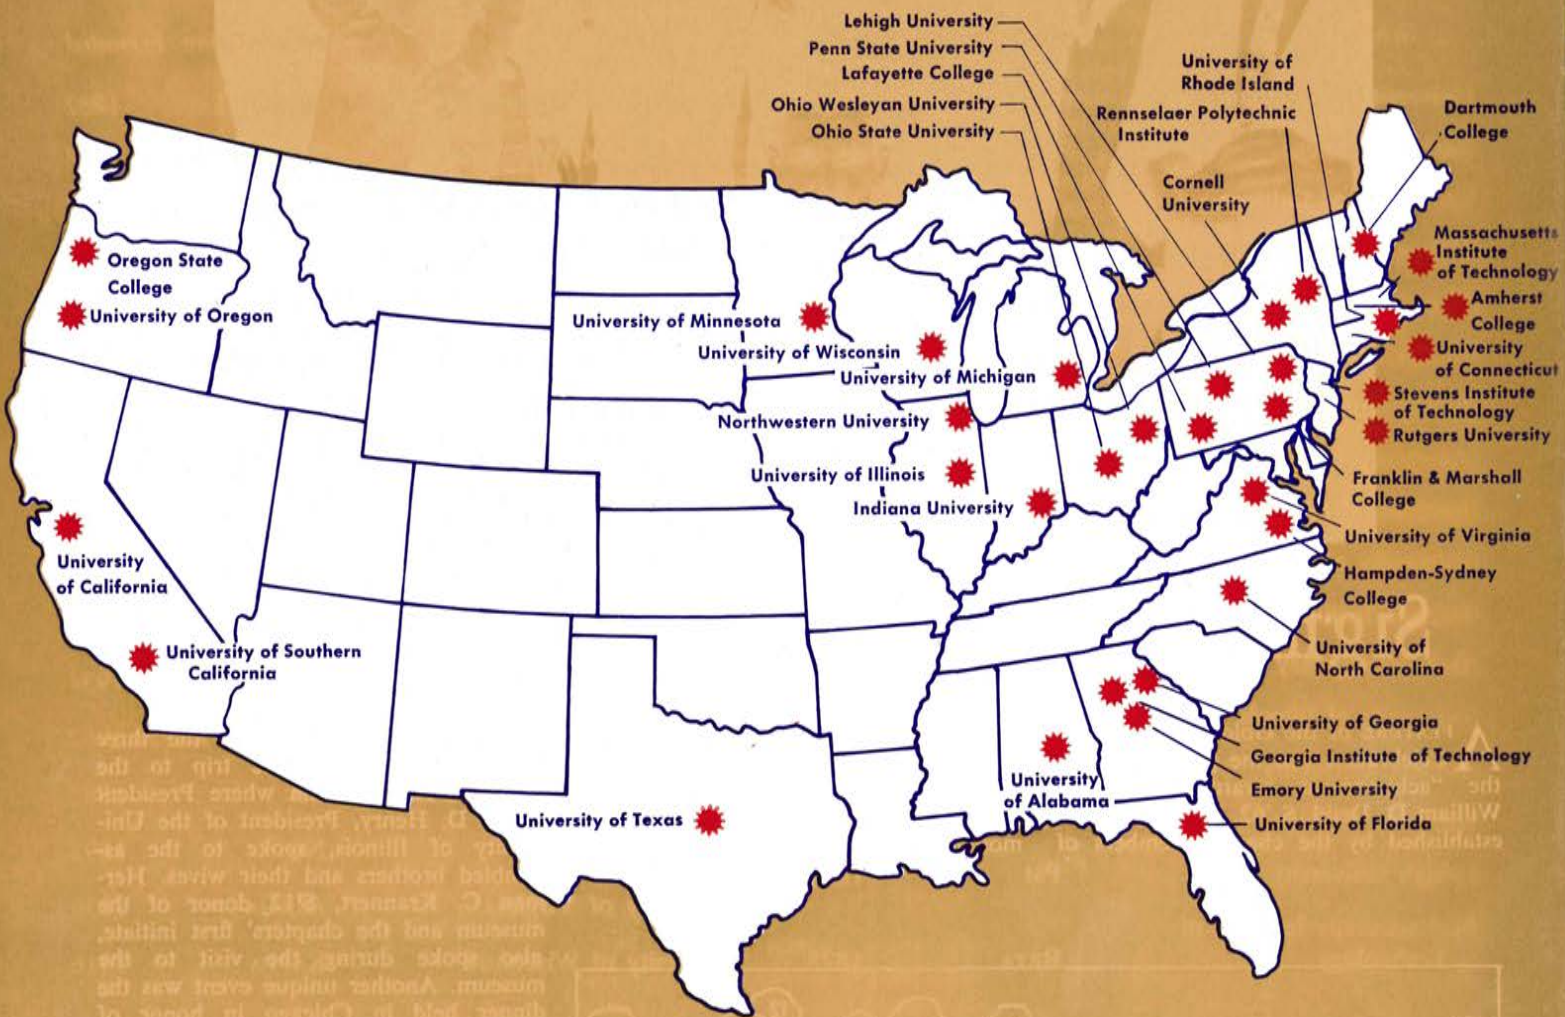 Lehigh University
Penn State University
Lafayette College
Ohio Wesleyan University
Ohio State University
University of
Rhode Island
Rennselaer Polytechnic
Institute
Cornell
University
Dartmouth
College
Massachusetts
Institute
of Technology
Amherst
College
University
of Connecticut
Stevens Institute
of Technology
Rutgers University
Franklin & Marshall
College
University of Virginia
Hampden-Sydney
College
University of
North Carolina
University of Georgia
Georgia Institute of Technology
Emory University
University of Florida
Oregon State
College
University of Oregon
University of Minnesota
University of Wisconsin
University of Michigan
Northwestern University
University of Illinois
Indiana University
University
of California
University of Southern
California
University
of Alabama
University of Texas